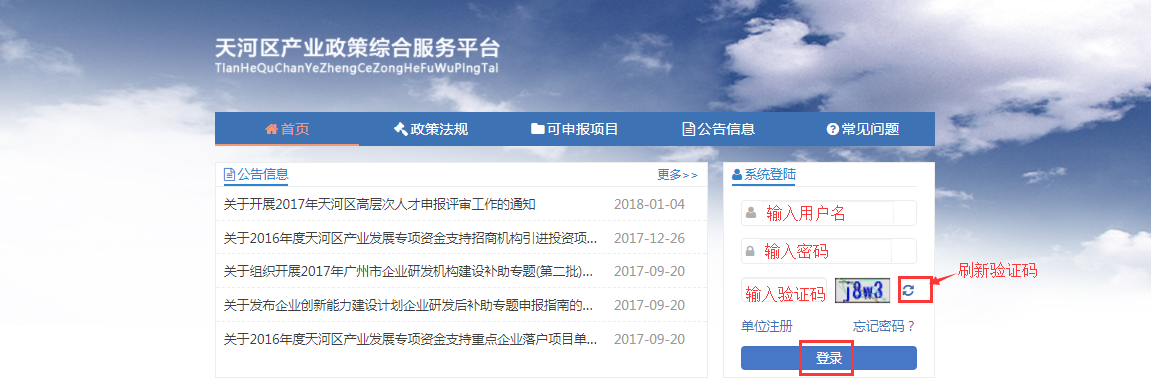 天河区产业政策综合服务平台
TianHeQuChanYeZhengCeZongHeFuWuPingTai
首页 政策法规 可申报项目 公告信息 常见问题
公告信息 更多>>
关于开展2017年天河区高层次人才申报评审工作的通知 2018-01-04
关于2016年度天河区产业发展专项资金支持招商机构引进投资项... 2017-12-26
关于组织开展2017年广州市企业研发机构建设补助专题(第二批)... 2017-09-20
关于发布企业创新能力建设计划企业研发后补助专题申报指南的... 2017-09-20
关于2016年度天河区产业发展专项资金支持重点企业落户项目单... 2017-09-20
系统登陆
输入用户名
输入密码
输入验证码 j8w3
刷新验证码
单位注册 忘记密码？
登录